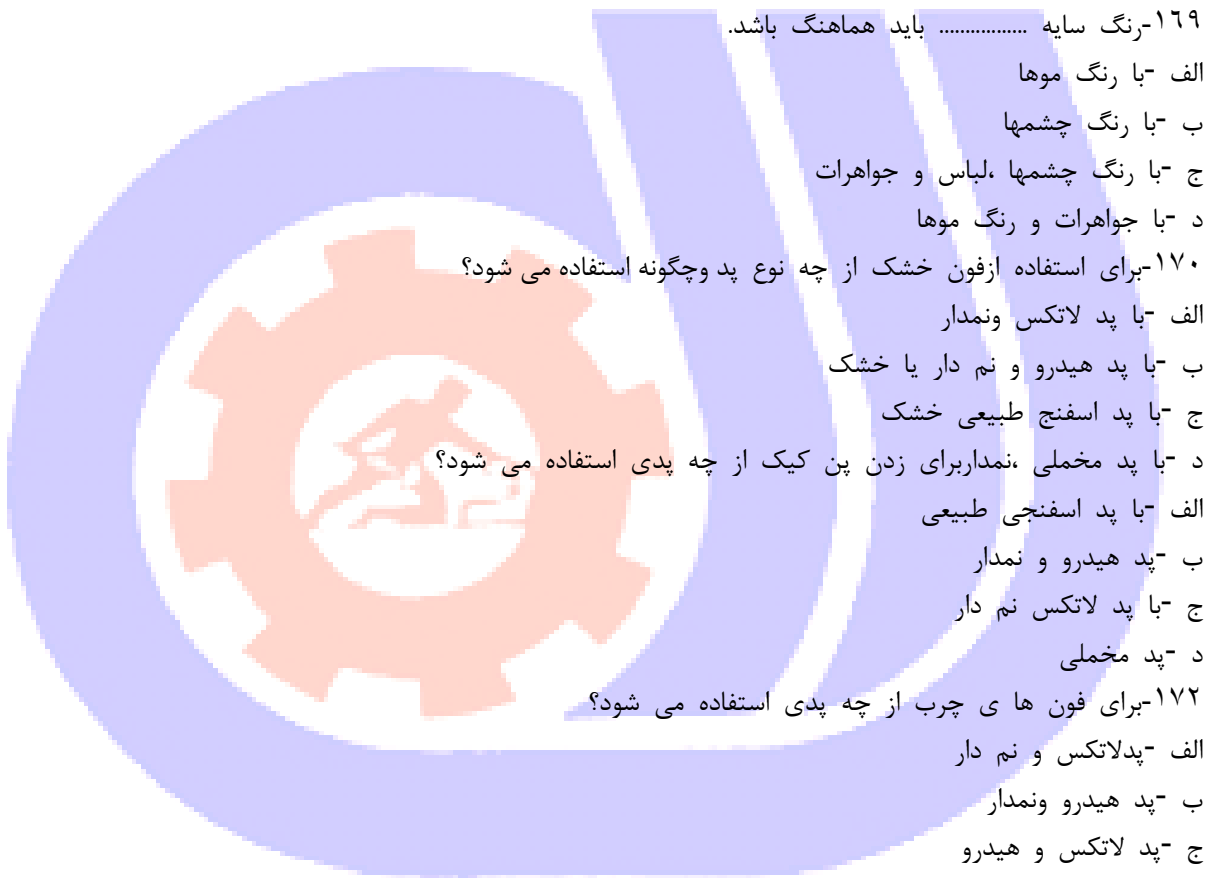 ١٦٩-رنگ سایه ................ باید هماهنگ باشد.
الف -با رنگ موها
ب -با رنگ چشمها
ج -با رنگ چشمها ،لباس و جواهرات
د -با جواهرات و رنگ موها
١٧٠-برای استفاده ازفون خشک از چه نوع پد وچگونه استفاده می شود؟
الف -با پد لاتکس ونمدار
ب -با پد هیدرو و نم دار یا خشک
ج -با پد اسفنج طبیعی خشک
د -با پد مخملی ،نمداربرای زدن پن کیک از چه پدی استفاده می شود؟
الف -با پد اسفنجی طبیعی
ب -پد هیدرو و نمدار
ج -با پد لاتکس نم دار
د -پد مخملی
١٧٢-برای فون ها ی چرب از چه پدی استفاده می شود؟
الف -پدلاتکس و نم دار
ب -پد هیدرو ونمدار
ج -پد لاتکس و هیدرو